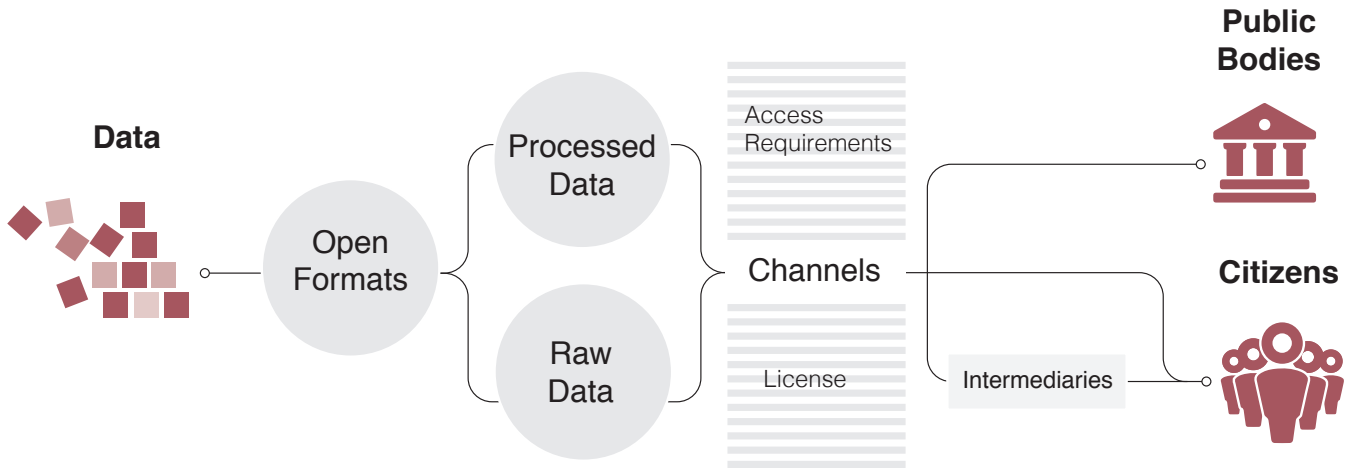 Data
Open
Formats
Processed
Data
Raw
Data
Access
Requirements
Channels
License
Intermediaries
Public
Bodies
Citizens